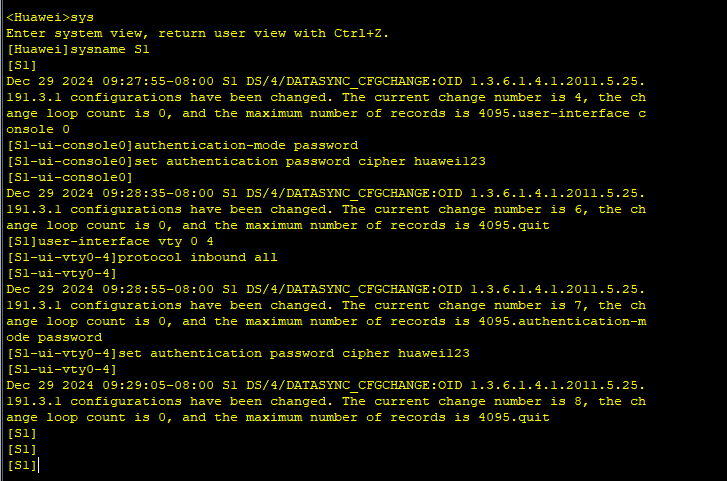 <Huawei>sys
Enter system view, return user view with Ctrl+Z.
[Huawei]sysname S1
[S1]
Dec 29 2024 09:27:55-08:00 S1 DS/4/DATASYNC_CFGCHANGE:OID 1.3.6.1.4.1.2011.5.25.
191.3.1 configurations have been changed. The current change number is 4, the ch
ange loop count is 0, and the maximum number of records is 4095.user-interface c
onsole 0
[S1-ui-console0]authentication-mode password
[S1-ui-console0]set authentication password cipher huawei123
[S1-ui-console0]
Dec 29 2024 09:28:35-08:00 S1 DS/4/DATASYNC_CFGCHANGE:OID 1.3.6.1.4.1.2011.5.25.
191.3.1 configurations have been changed. The current change number is 6, the ch
ange loop count is 0, and the maximum number of records is 4095.quit
[S1]user-interface vty 0 4
[S1-ui-vty0-4]protocol inbound all
[S1-ui-vty0-4]
Dec 29 2024 09:28:55-08:00 S1 DS/4/DATASYNC_CFGCHANGE:OID 1.3.6.1.4.1.2011.5.25.
191.3.1 configurations have been changed. The current change number is 7, the ch
ange loop count is 0, and the maximum number of records is 4095.authentication-m
ode password
[S1-ui-vty0-4]set authentication password cipher huawei123
[S1-ui-vty0-4]
Dec 29 2024 09:29:05-08:00 S1 DS/4/DATASYNC_CFGCHANGE:OID 1.3.6.1.4.1.2011.5.25.
191.3.1 configurations have been changed. The current change number is 8, the ch
ange loop count is 0, and the maximum number of records is 4095.quit
[S1]
[S1]
[S1]